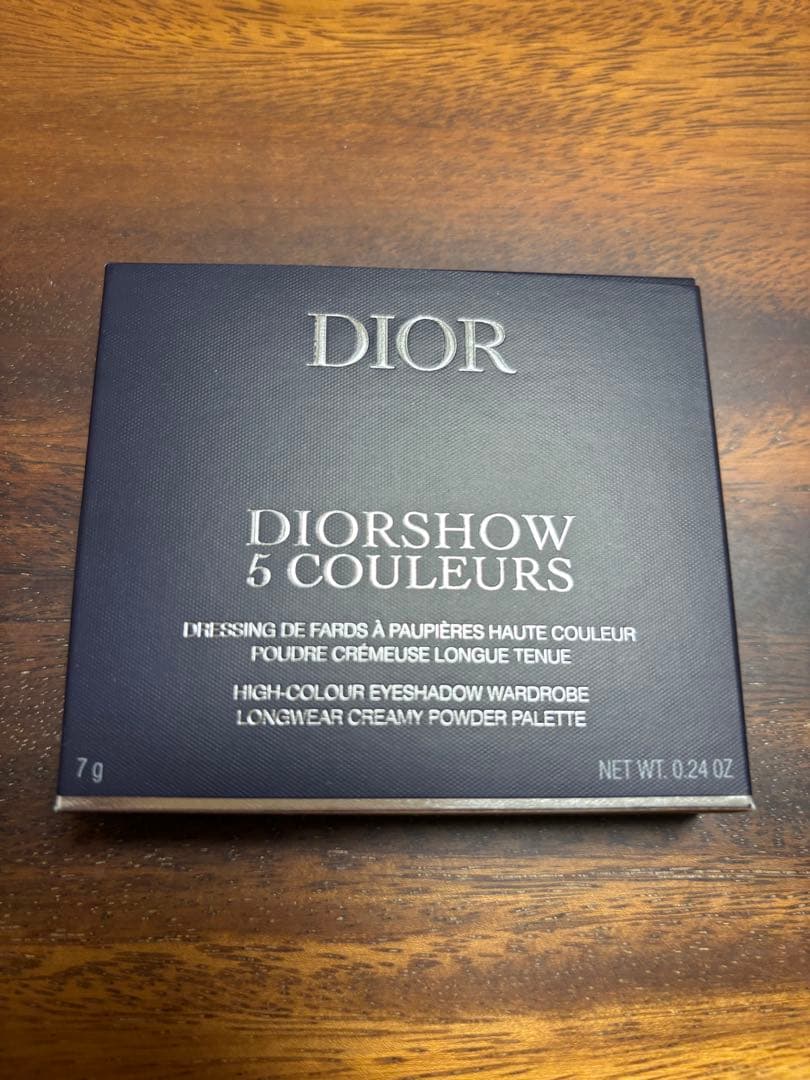 DIOR
DIORSHOW
5 COULEURS
DRESSING DE FARDS À PAUPIÈRES HAUTE COULEUR
POUDRE CRÉMEUSE LONGUE TENUE
HIGH-COLOUR EYESHADOW WARDROBE
LONGWEAR CREAMY POWDER PALETTE
7 g
NET WT. 0.24 OZ